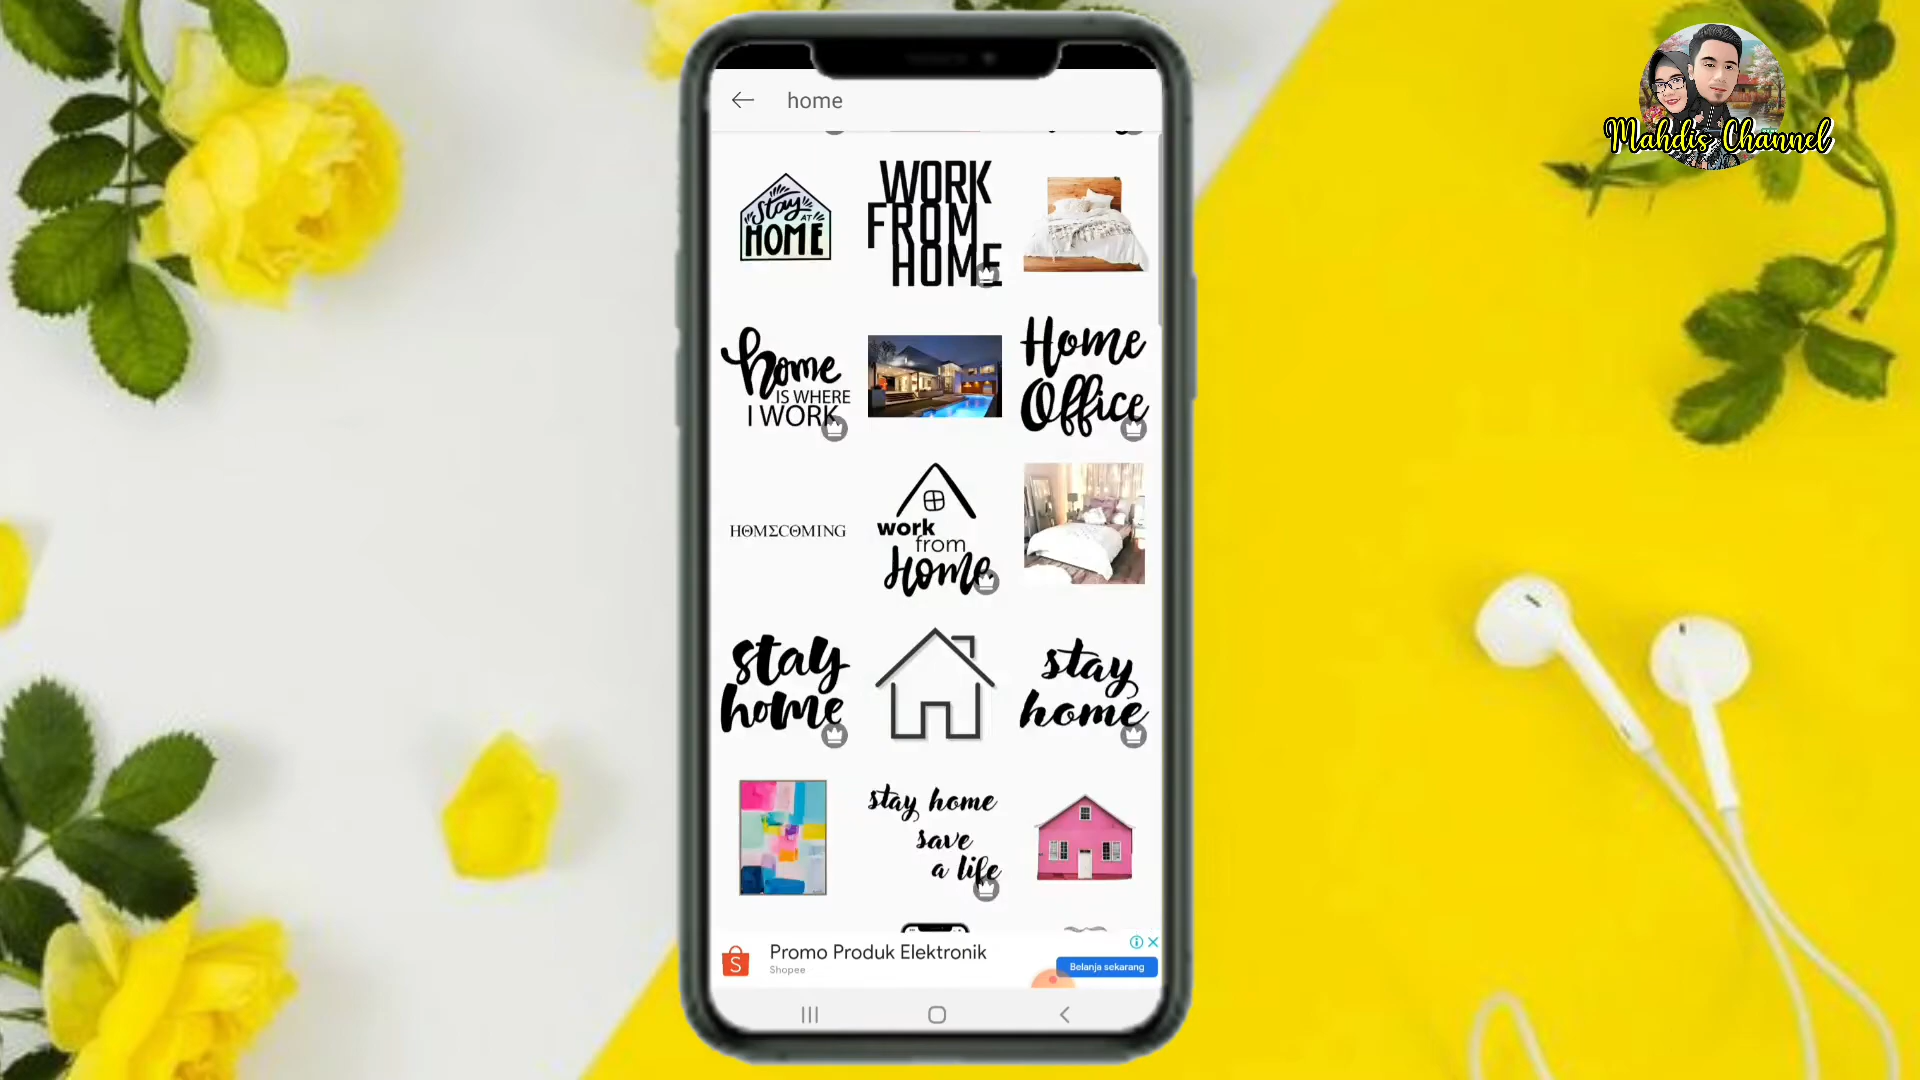 home
Mahdis Channel
Stay
AT
HOME
WORK
FROM
HOME
home
IS WHERE
I WORK
Home
Office
HOMΣCOMING
work
from
home
stay
home
stay
home
stay home
save
a life
S
Promo Produk Elektronik
Shopee
Belanja sekarang